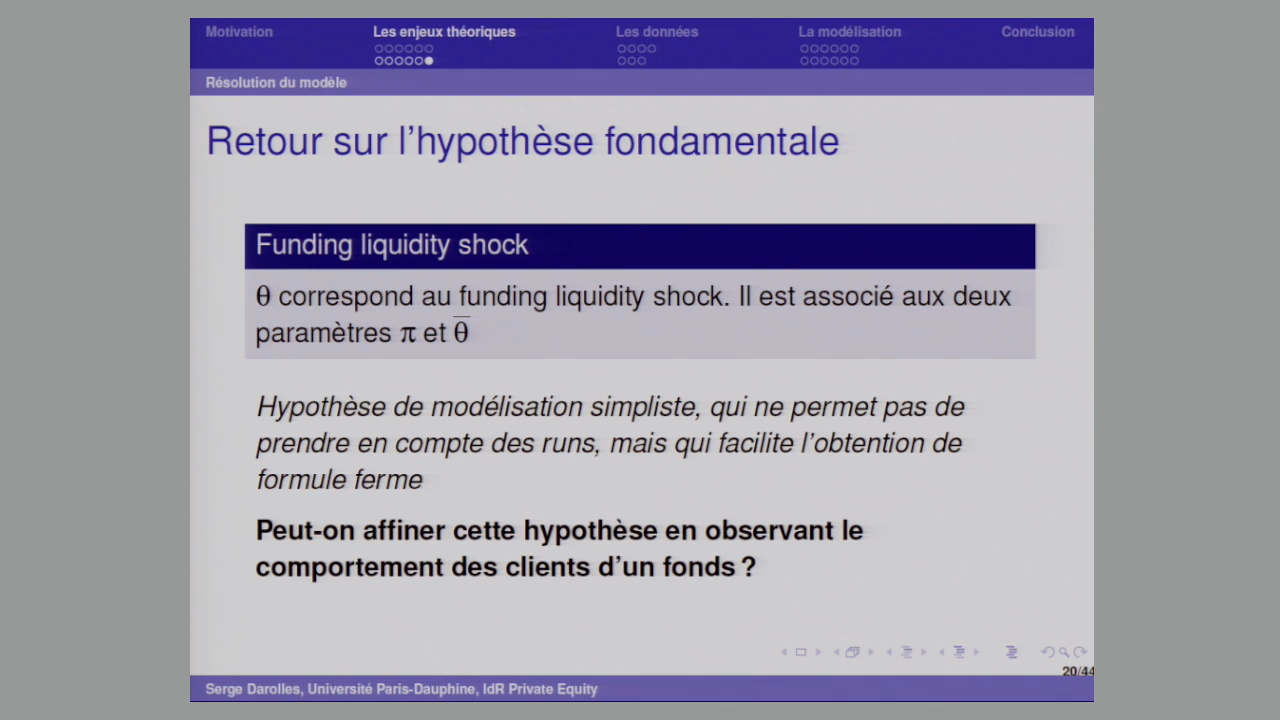 Motivation Les enjeux théoriques Les données La modélisation Conclusion
Résolution du modèle
Retour sur l'hypothèse fondamentale
Funding liquidity shock
θ correspond au funding liquidity shock. Il est associé aux deux
paramètres π et θ̅
Hypothèse de modélisation simpliste, qui ne permet pas de
prendre en compte des runs, mais qui facilite l'obtention de
formule ferme
Peut-on affiner cette hypothèse en observant le
comportement des clients d'un fonds ?
20/44
Serge Darolles, Université Paris-Dauphine, IdR Private Equity